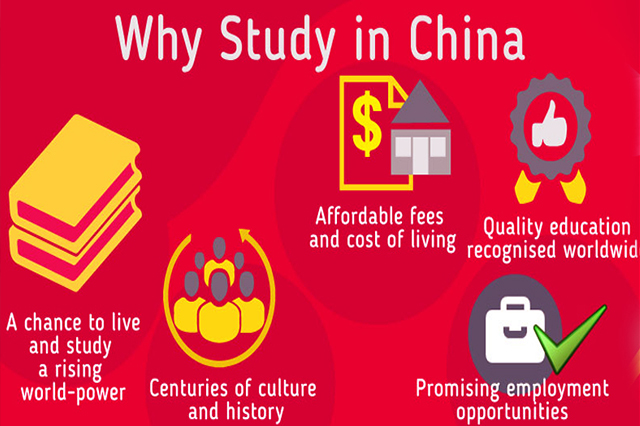 Why Study in China
$
Affordable fees
and cost of living
Quality education
recognised worldwid
A chance to live
and study
a rising
world-power
Centuries of culture
and history
Promising employment
opportunities